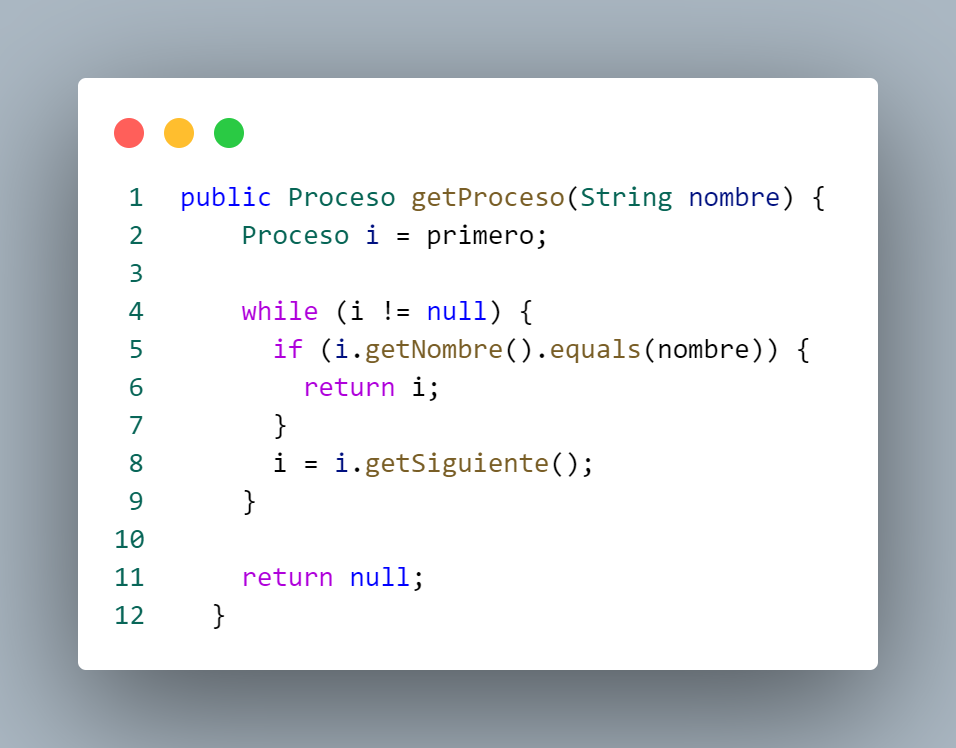 1 public Proceso getProceso(String nombre) {
2 Proceso i = primero;
3
4 while (i != null) {
5 if (i.getNombre().equals(nombre)) {
6 return i;
7 }
8 i = i.getSiguiente();
9 }
10
11 return null;
12 }